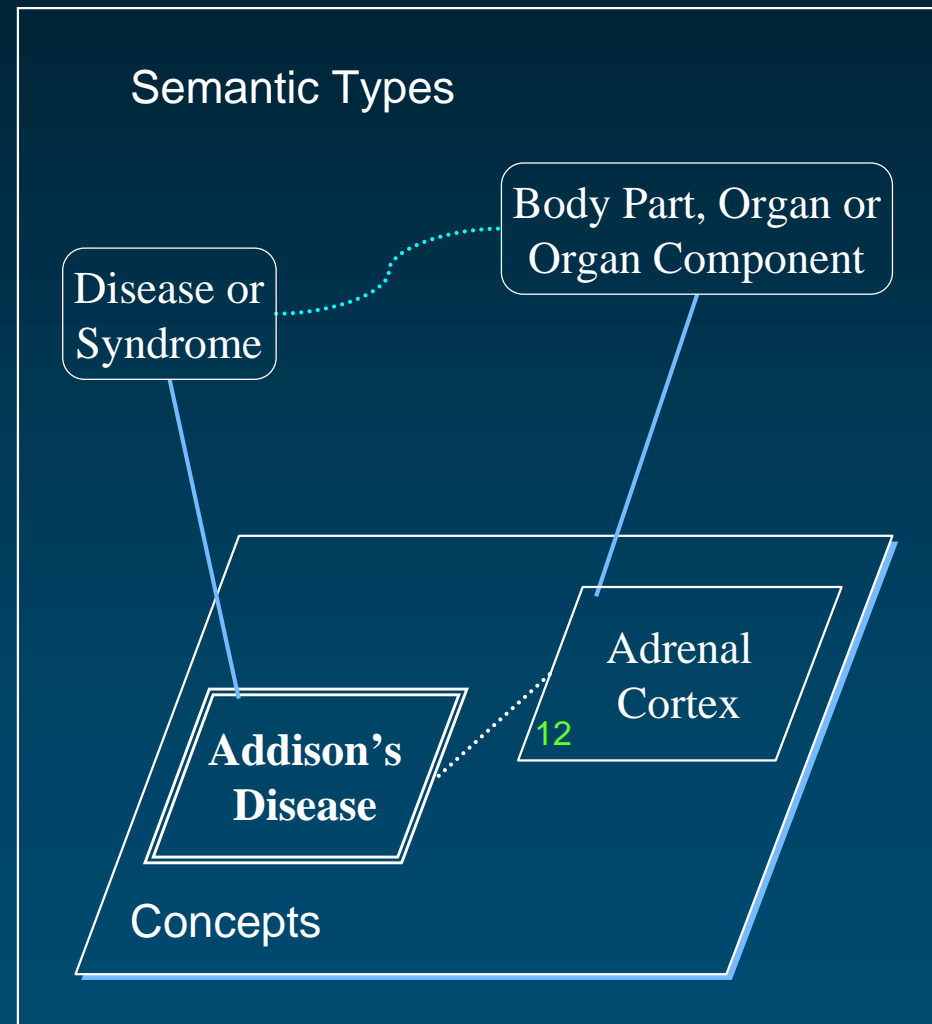 Semantic Types
Body Part, Organ or
Organ Component
Disease or
Syndrome
Adrenal
Cortex
12
Addison’s
Disease
Concepts